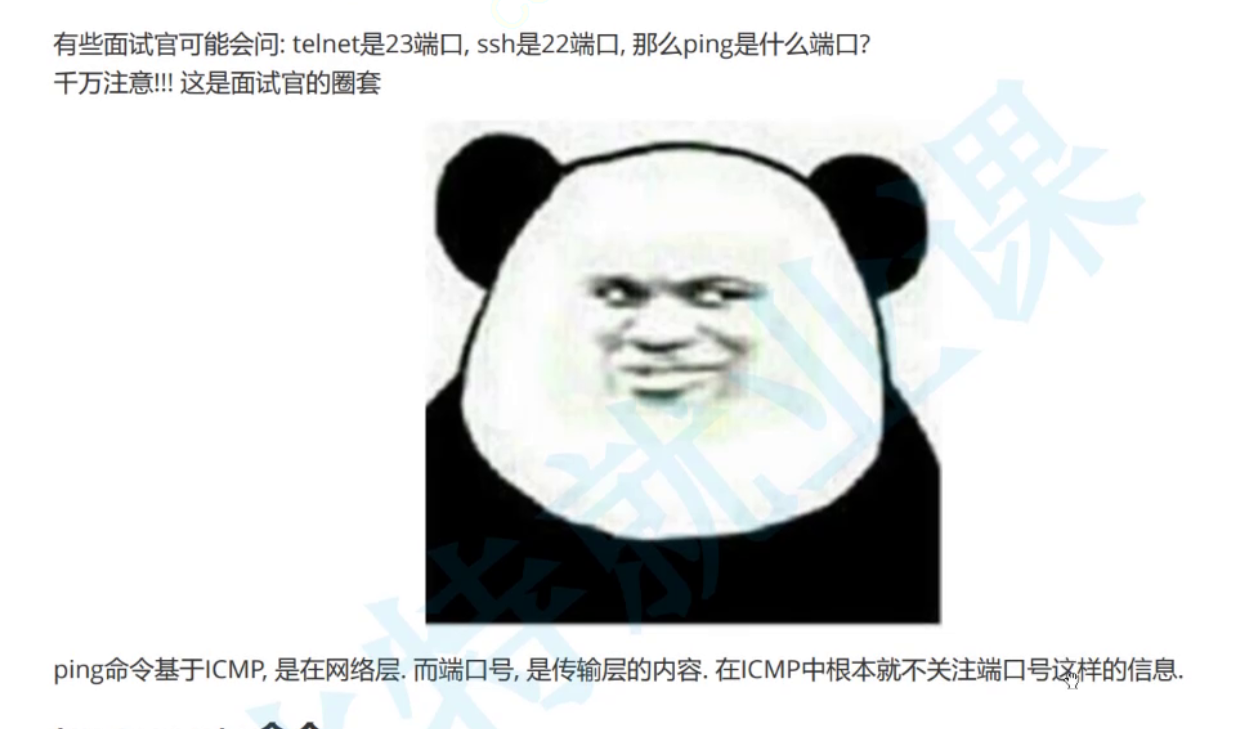 有些面试官可能会问: telnet是23端口, ssh是22端口, 那么ping是什么端口?
千万注意!!! 这是面试官的圈套
ping命令基于ICMP, 是在网络层. 而端口号, 是传输层的内容. 在ICMP中根本就不关注端口号这样的信息.
特就业课